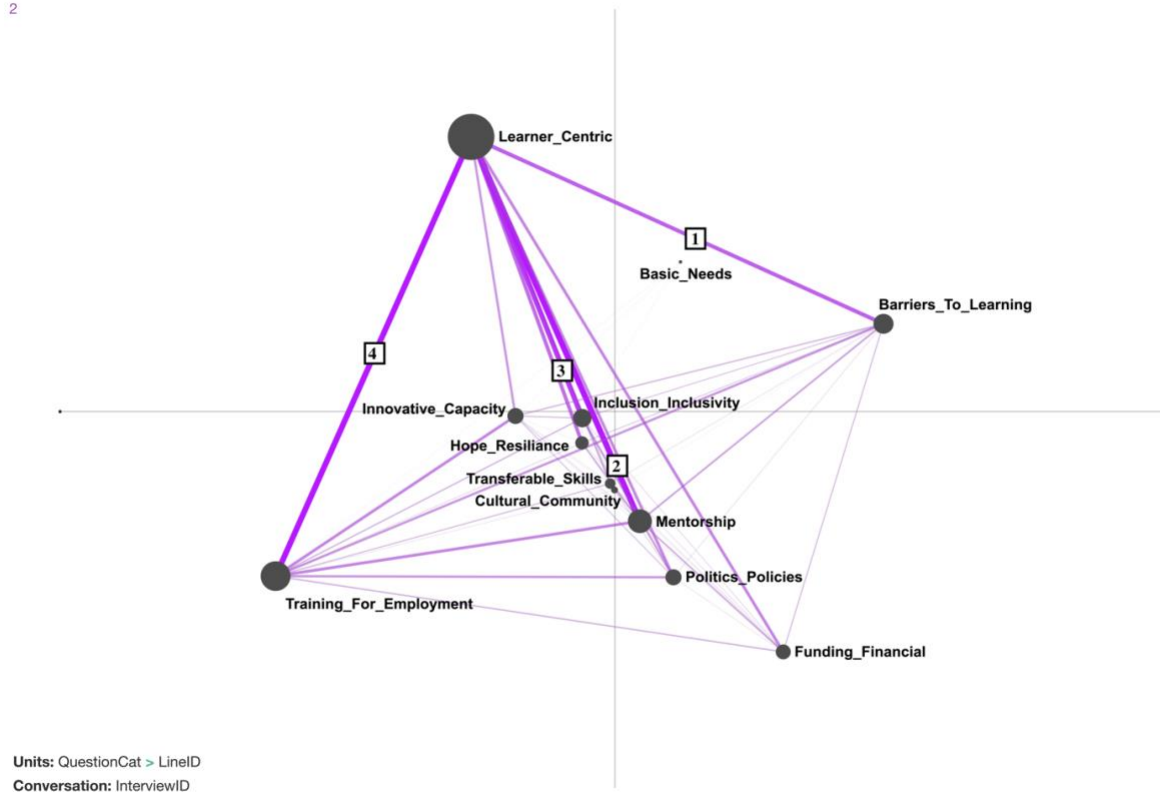 2
Learner_Centric
1
Basic_Needs
Barriers_To_Learning
4
3
Innovative_Capacity
Inclusion_Inclusivity
Hope_Resiliance
2
Transferable_Skills
Cultural_Community
Mentorship
Politics_Policies
Training_For_Employment
Funding_Financial
Units: QuestionCat > LineID
Conversation: InterviewID